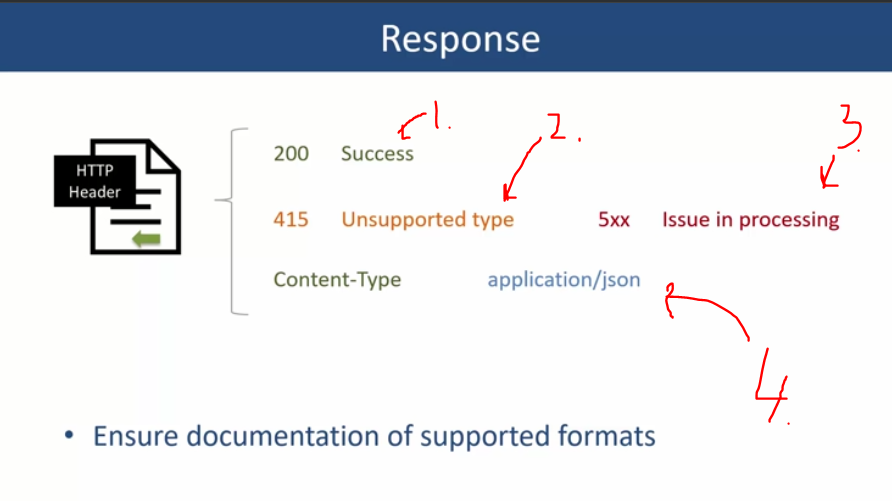 Response
1.
2.
3.
HTTP
Header
200 Success
415 Unsupported type 5xx Issue in processing
Content-Type application/json
4.
• Ensure documentation of supported formats